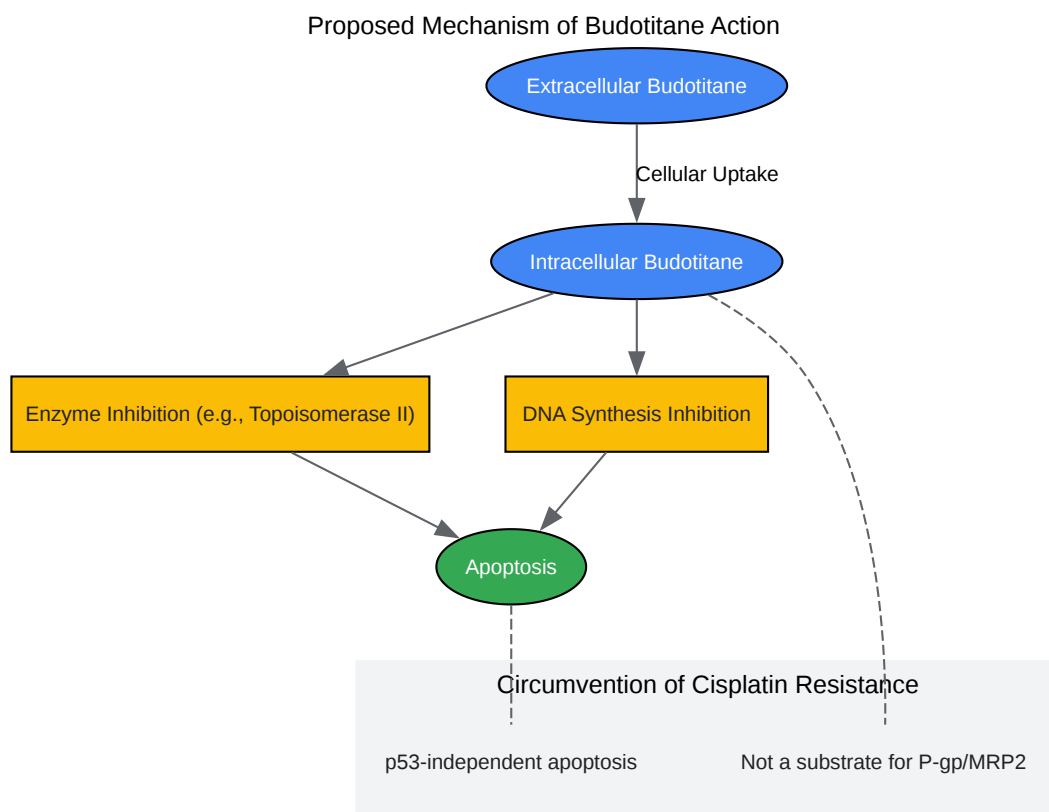 Proposed Mechanism of Budotitane Action
Extracellular Budotitane
Cellular Uptake
Intracellular Budotitane
Enzyme Inhibition (e.g., Topoisomerase II)
DNA Synthesis Inhibition
Apoptosis
Circumvention of Cisplatin Resistance
p53-independent apoptosis
Not a substrate for P-gp/MRP2